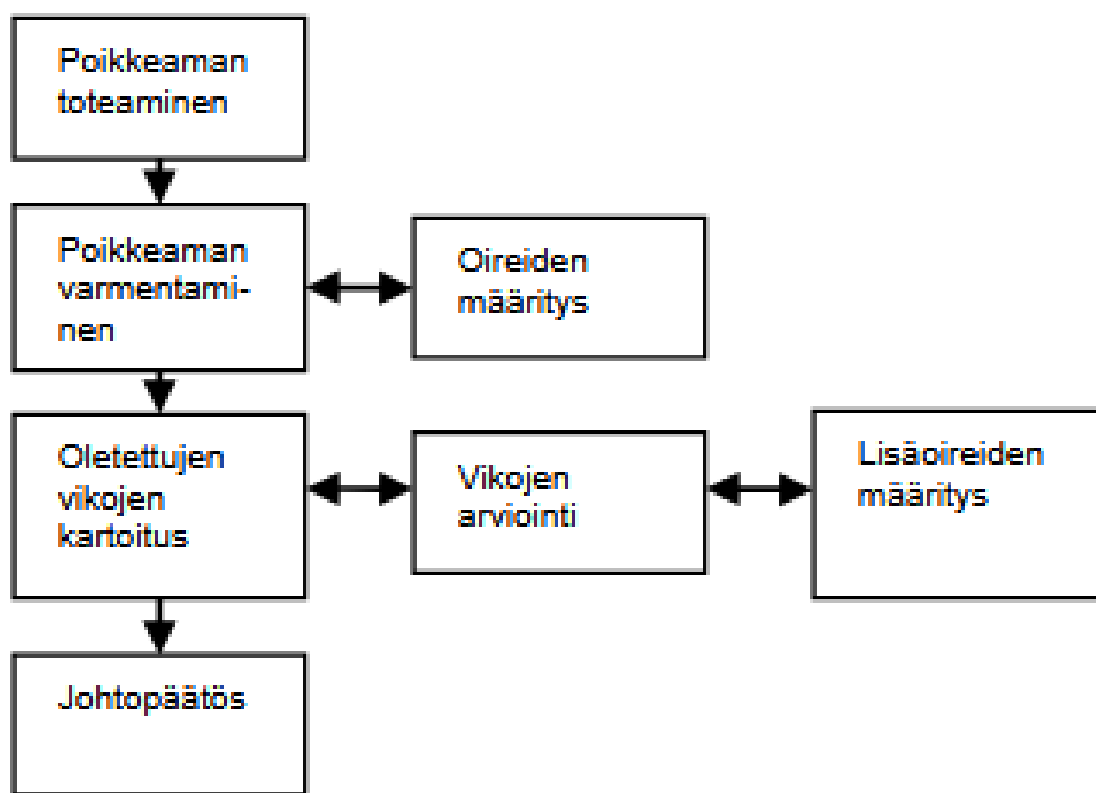 Poikkeaman
toteaminen
Poikkeaman
varmentami-
nen
Oireiden
määritys
Oletettujen
vikojen
kartoitus
Vikojen
arviointi
Lisäoireiden
määritys
Johtopäätös